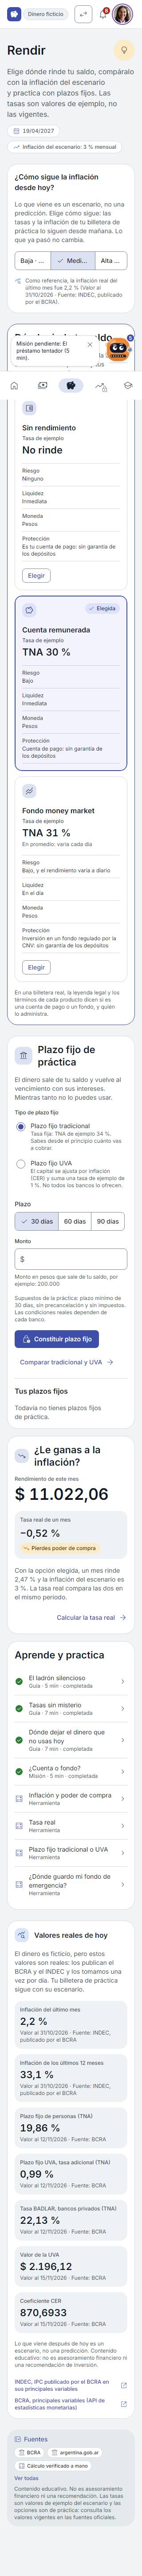 Dinero ficticio
8
Rendir
Elige dónde rinde tu saldo, compáralo
con la inflación del escenario
y practica con plazos fijos. Las
tasas son valores de ejemplo, no
las vigentes.
19/04/2027
Inflación del escenario: 3 % mensual
¿Cómo sigue la inflación
desde hoy?
Lo que viene es un escenario, no una
predicción. Elige cómo sigue: las
tasas y la inflación de tu billetera de
práctica lo siguen desde mañana. Lo
que ya pasó no cambia.
Baja · ...
Medi...
Alta ...
Como referencia, la inflación real del
último mes fue 2,2 % (Valor al
31/10/2026 · Fuente: INDEC, publicado
por el BCRA).
Misión pendiente: El
préstamo tentador (5
min).
5
Sin rendimiento
Tasa de ejemplo
No rinde
Riesgo
Ninguno
Liquidez
Inmediata
Moneda
Pesos
Protección
Es tu cuenta de pago: sin garantía de
los depósitos
Elegir
Elegida
Cuenta remunerada
Tasa de ejemplo
TNA 30 %
Riesgo
Bajo
Liquidez
Inmediata
Moneda
Pesos
Protección
Cuenta de pago: sin garantía de
los depósitos
Fondo money market
Tasa de ejemplo
TNA 31 %
En promedio: varía cada día
Riesgo
Bajo, y el rendimiento varía a diario
Liquidez
En el día
Moneda
Pesos
Protección
Inversión en un fondo regulado por la
CNV: sin garantía de los depósitos
Elegir
En una billetera real, la leyenda legal y los
términos de cada producto dicen si es
una cuenta de pago o un fondo, y quién
lo administra.
Plazo fijo de
práctica
El dinero sale de tu saldo y vuelve al
vencimiento con sus intereses.
Mientras tanto no lo puedes usar.
Tipo de plazo fijo
Plazo fijo tradicional
Tasa fija: TNA de ejemplo 34 %.
Sabes desde el principio cuánto vas
a cobrar.
Plazo fijo UVA
El capital se ajusta por inflación
(CER) y suma una tasa de ejemplo de
1 %. No todos los bancos lo ofrecen.
Plazo
30 días
60 días
90 días
Monto
$
Monto en pesos que sale de tu saldo, por
ejemplo: 200.000
Supuestos de la práctica: plazo mínimo de
30 días, sin precancelación y sin impuestos.
Las condiciones reales dependen de
cada banco.
Constituir plazo fijo
Comparar tradicional y UVA
Tus plazos fijos
Todavía no tienes plazos fijos
de práctica.
¿Le ganas a la
inflación?
Rendimiento de este mes
$ 11.022,06
Tasa real de un mes
−0,52 %
Pierdes poder de compra
Con la opción elegida, un mes rinde
2,47 % y la inflación del escenario es
3 %. La tasa real compara las dos en
el mismo período.
Calcular la tasa real
Aprende y practica
El ladrón silencioso
Guía · 5 min · completada
Tasas sin misterio
Guía · 7 min · completada
Dónde dejar el dinero que
no usas hoy
Guía · 7 min · completada
¿Cuenta o fondo?
Misión · 5 min · completada
Inflación y poder de compra
Herramienta
Tasa real
Herramienta
Plazo fijo tradicional o UVA
Herramienta
¿Dónde guardo mi fondo de
emergencia?
Herramienta
Valores reales de hoy
El dinero es ficticio, pero estos
valores son reales: los publican el
BCRA y el INDEC y los tomamos una
vez por día. Tu billetera de práctica
sigue con su escenario.
Inflación del último mes
2,2 %
Valor al 31/10/2026 · Fuente: INDEC,
publicado por el BCRA
Inflación de los últimos 12 meses
33,1 %
Valor al 31/10/2026 · Fuente: INDEC,
publicado por el BCRA
Plazo fijo de personas (TNA)
19,86 %
Valor al 12/11/2026 · Fuente: BCRA
Plazo fijo UVA, tasa adicional (TNA)
0,99 %
Valor al 12/11/2026 · Fuente: BCRA
Tasa BADLAR, bancos privados (TNA)
22,13 %
Valor al 12/11/2026 · Fuente: BCRA
Valor de la UVA
$ 2.196,12
Valor al 15/11/2026 · Fuente: BCRA
Coeficiente CER
870,6933
Valor al 15/11/2026 · Fuente: BCRA
Lo que viene después de hoy es un
escenario, no una predicción. Contenido
educativo: no es asesoramiento financiero ni
una recomendación de inversión.
INDEC, IPC publicado por el BCRA en
sus principales variables
BCRA, principales variables (API de
estadísticas monetarias)
Fuentes
BCRA
argentina.gob.ar
Cálculo verificado a mano
Ver todas
Contenido educativo. No es asesoramiento
financiero ni una recomendación. Las tasas
son valores de ejemplo del escenario y las
opciones son de práctica: consulta los
valores vigentes en las fuentes oficiales.